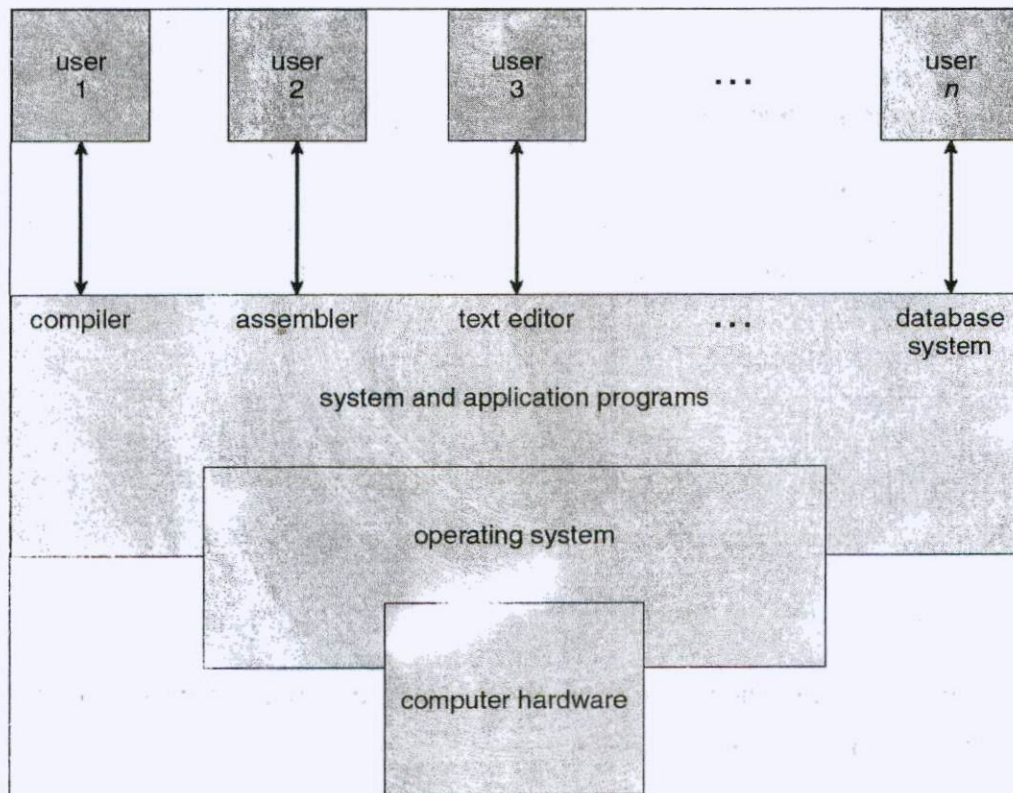 user
1
user
2
user
3
...
user
n
compiler
assembler
text editor
...
database
system
system and application programs
operating system
computer hardware